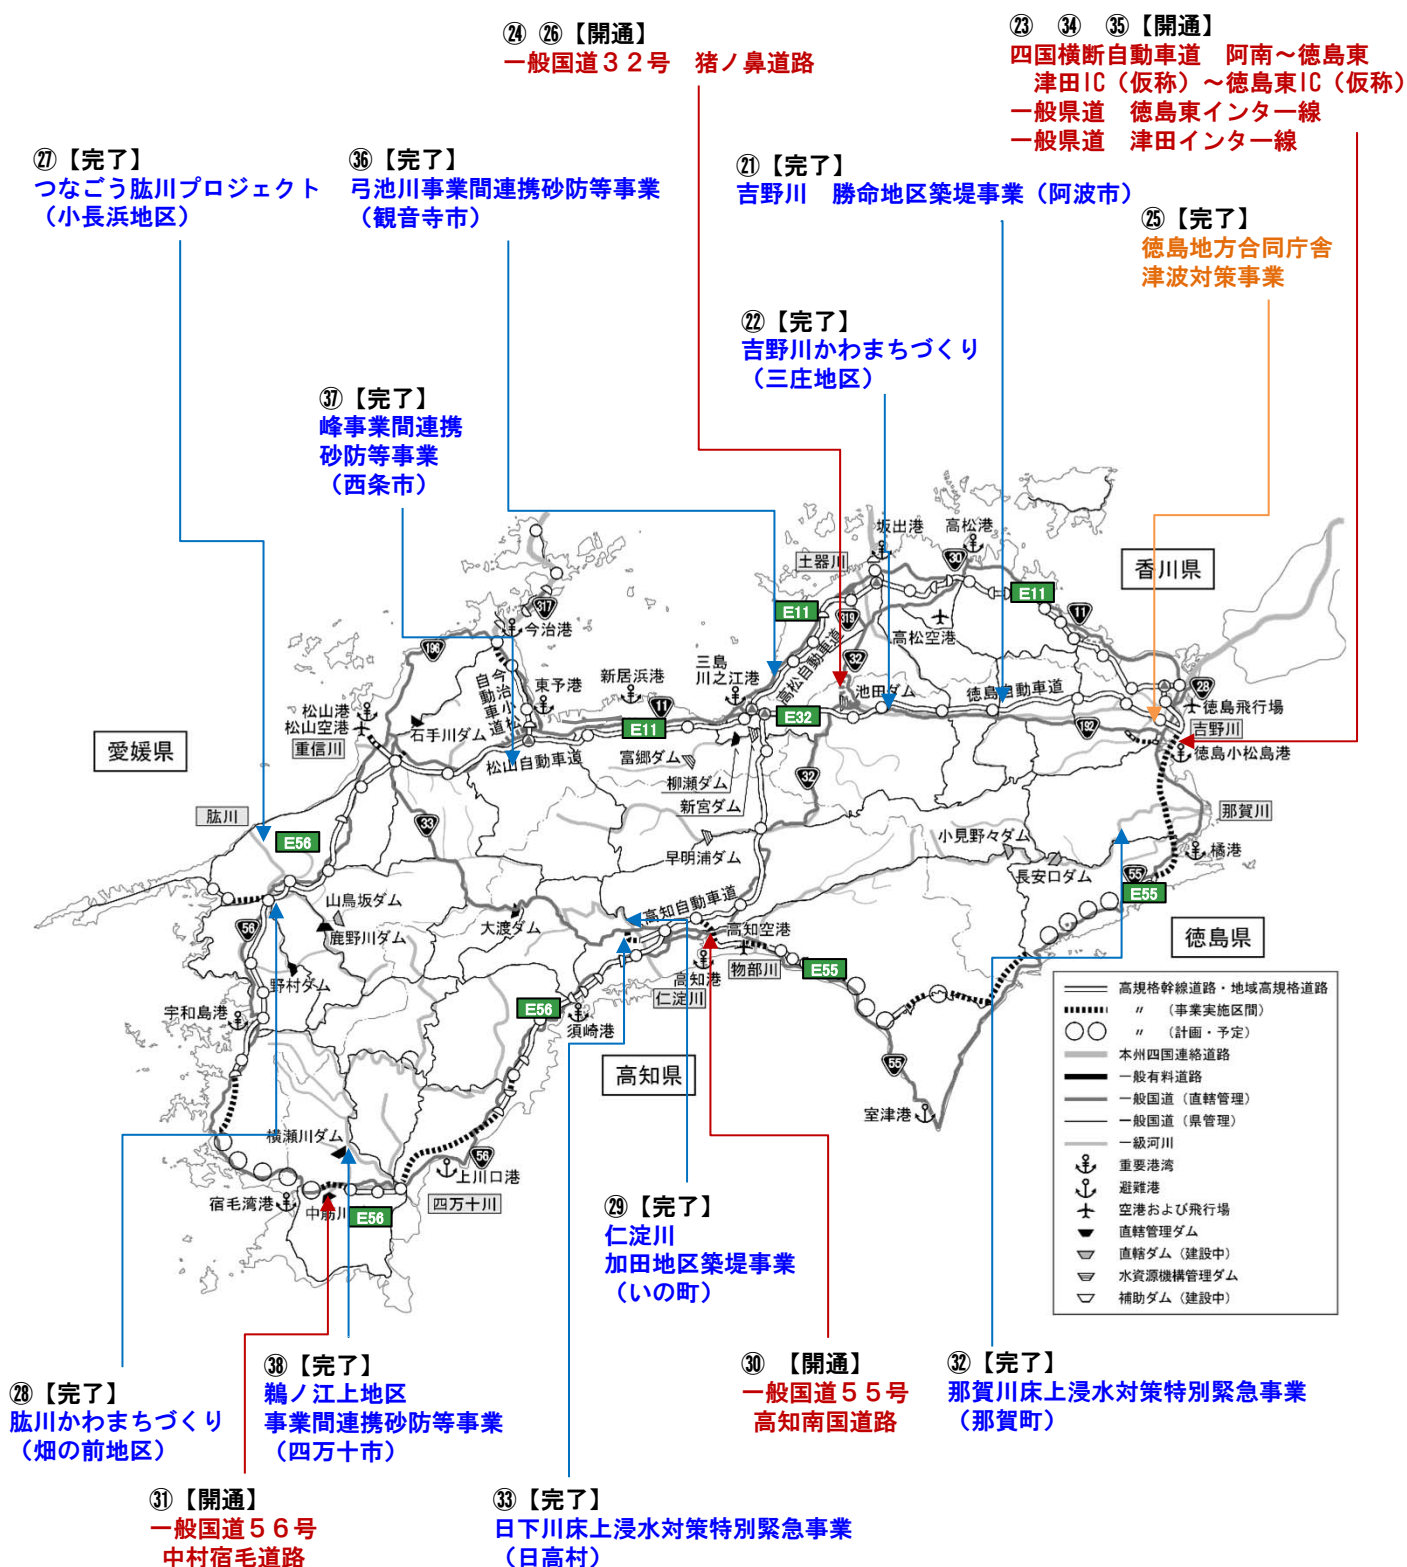 ㉔ ㉖【開通】
一般国道３２号　猪ノ鼻道路
㉓　㉞　㉟【開通】
四国横断自動車道　阿南～徳島東
津田IC（仮称）～徳島東IC（仮称）
一般県道　徳島東インター線
一般県道　津田インター線
㉗【完了】
つなごう肱川プロジェクト
（小長浜地区）
㊱【完了】
弓池川事業間連携砂防等事業
（観音寺市）
㉑【完了】
吉野川　勝命地区築堤事業（阿波市）
㉕【完了】
徳島地方合同庁舎
津波対策事業
㉒【完了】
吉野川かわまちづくり
（三庄地区）
㊲【完了】
峰事業間連携
砂防等事業
（西条市）
坂出港
高松港
土器川
30
香川県
E11
E11
11
317
今治港
319
高松空港
196
高松自動車道
32
三島
川之江港
新居浜港
東予港
今治小松
自動車道
池田ダム
徳島自動車道
28
徳島飛行場
松山港
松山空港
重信川
石手川ダム
11
E11
E32
192
吉野川
徳島小松島港
愛媛県
松山自動車道
富郷ダム
柳瀬ダム
新宮ダム
32
肱川
E56
33
早明浦ダム
小見野々ダム
那賀川
長安口ダム
橘港
55
E55
山鳥坂ダム
鹿野川ダム
大渡ダム
高知自動車道
高知空港
56
野村ダム
高知港
物部川
仁淀川
E55
徳島県
宇和島港
E56
須崎港
高知県
55
室津港
横瀬川ダム
56
上川口港
宿毛湾港
中筋川
E56
四万十川
高規格幹線道路・地域高規格道路
〃　（事業実施区間）
〃　（計画・予定）
本州四国連絡道路
一般有料道路
一般国道（直轄管理）
一般国道（県管理）
一級河川
重要港湾
避難港
空港および飛行場
直轄管理ダム
直轄ダム（建設中）
水資源機構管理ダム
補助ダム（建設中）
㉙【完了】
仁淀川
加田地区築堤事業
（いの町）
㉘【完了】
肱川かわまちづくり
（畑の前地区）
㊳【完了】
鵜ノ江上地区
事業間連携砂防等事業
（四万十市）
㉚ 【開通】
一般国道５５号
高知南国道路
㉜【完了】
那賀川床上浸水対策特別緊急事業
（那賀町）
㉛【開通】
一般国道５６号
中村宿毛道路
㉝【完了】
日下川床上浸水対策特別緊急事業
（日高村）